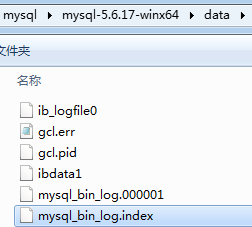 mysql ▸ mysql-5.6.17-winx64 ▸ data
文件夹
名称
ib_logfile0
gcl.err
gcl.pid
ibdata1
mysql_bin_log.000001
mysql_bin_log.index